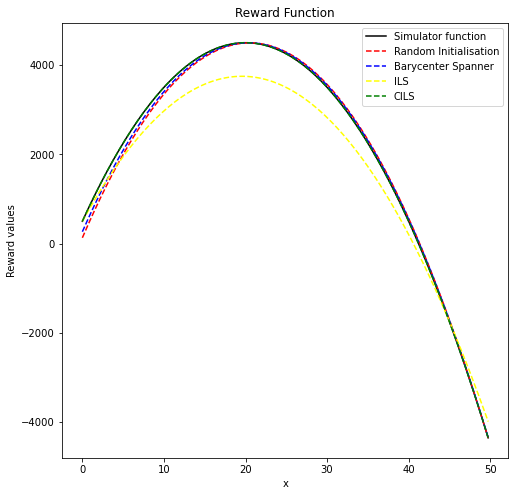 Reward Function
Simulator function
Random Initialisation
Barycenter Spanner
ILS
CILS
Reward values
4000
2000
0
−2000
−4000
0 10 20 30 40 50
x